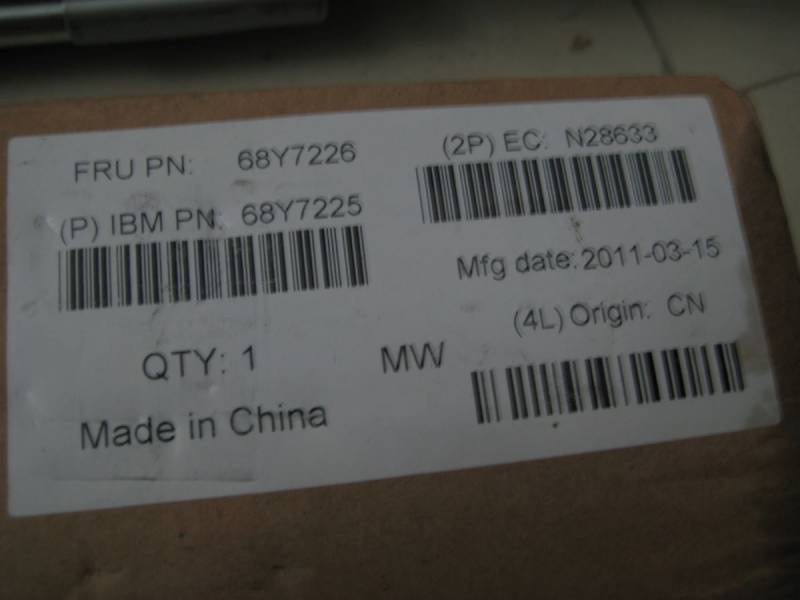 FRU PN: 68Y7226
(P) IBM PN: 68Y7225
QTY: 1 MW
Made in China
(2P) EC: N28633
Mfg date: 2011-03-15
(4L) Origin: CN